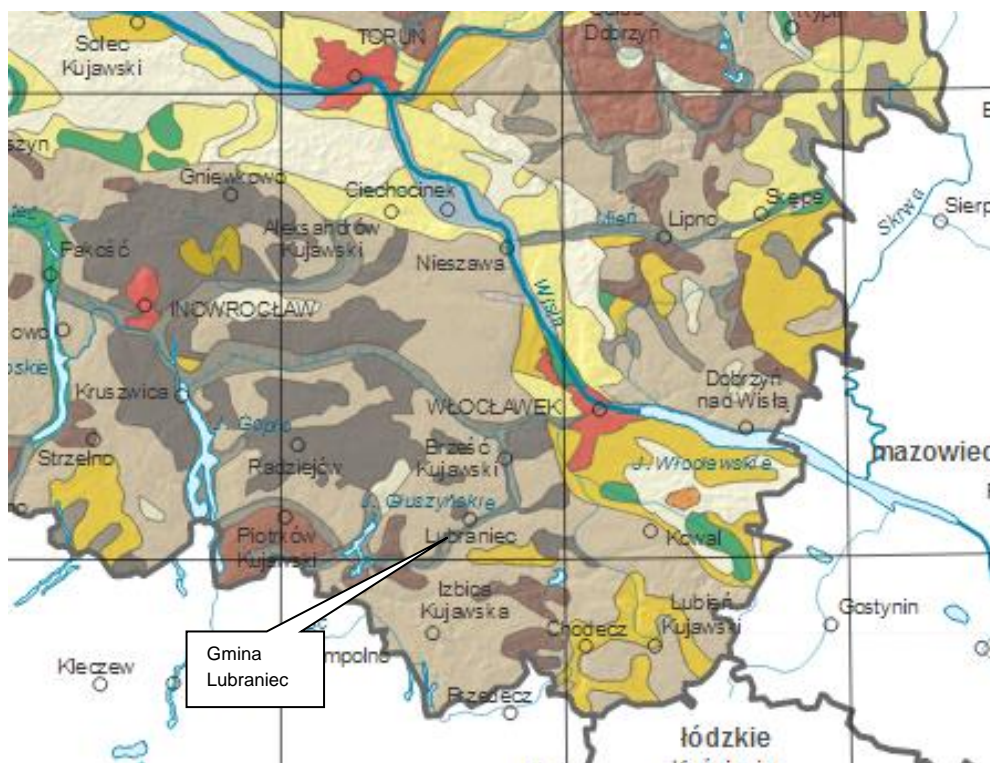 Solec
Kujawski
TORUŃ
Dobrzyń
Gniewkowo
Ciechocinek
Skępe
Mień
Lipno
Skrwa
Sierp
Aleksandrów
Kujawski
Pakość
Nieszawa
INOWROCŁAW
Wisła
Kruszwica
Dobrzyń
nad Wisłą
WŁOCŁAWEK
J. Gopło
Strzelno
Radziejów
Brześć
Kujawski
J. Włocławskie
mazowiec
J. Głuszyńskie
Piotrków
Kujawski
Lubraniec
Kowal
Izbica
Kujawska
Chodecz
Lubień
Kujawski
Gostynin
Gmina
Lubraniec
Kleczew
Przedecz
łódzkie